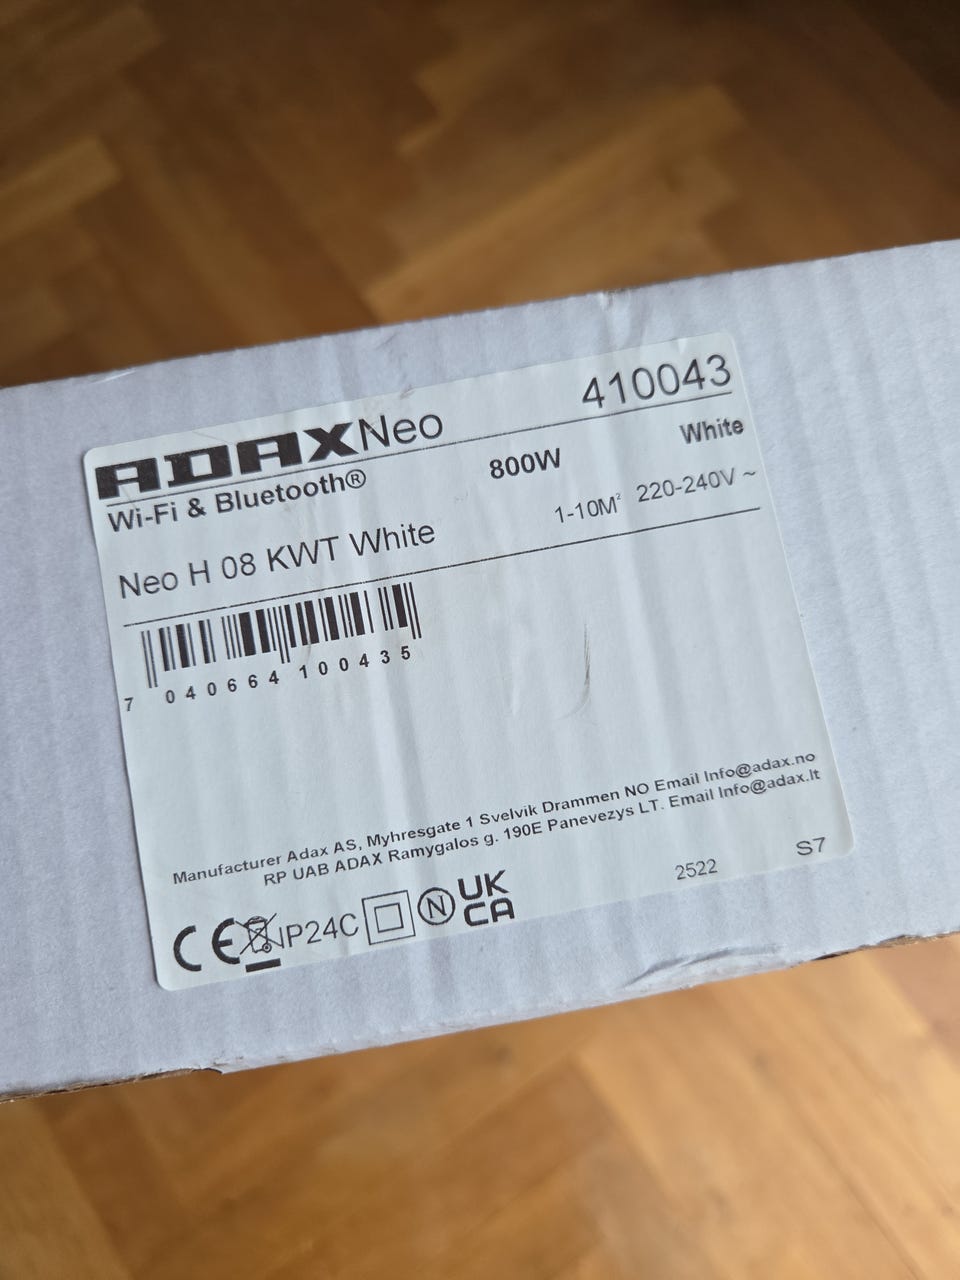 ADAX Neo 410043
Wi-Fi & Bluetooth® 800W White
Neo H 08 KWT White 1-10M² 220-240V ~
7 040664 100435
Manufacturer Adax AS, Myhresgate 1 Svelvik Drammen NO Email Info@adax.no
RP UAB ADAX Ramygalos g. 190E Panevezys LT. Email Info@adax.lt
2522 S7
CE IP24C N UK
CA